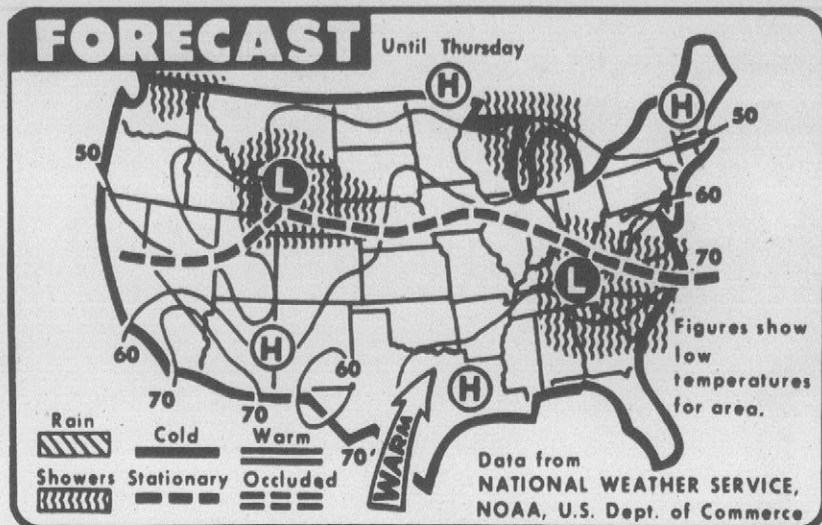 FORECAST Until Thursday
H
H
50
50
L
60
70
L
H
60
60
H
Figures show
low
temperatures
for area.
70
70
70
WARM
Rain
Cold Warm
Showers Stationary Occluded
Data from
NATIONAL WEATHER SERVICE,
NOAA, U.S. Dept. of Commerce